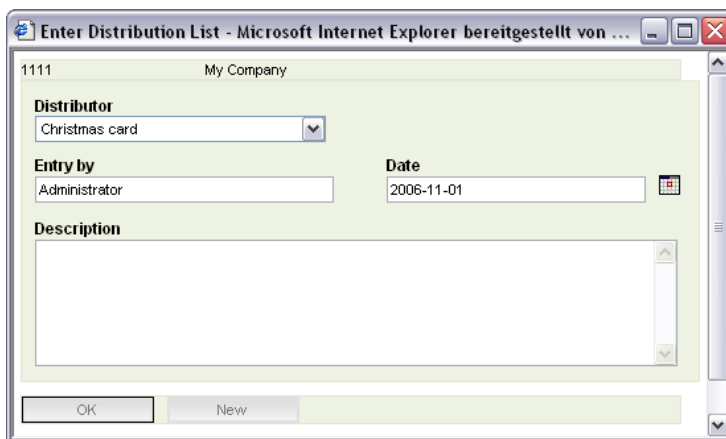 Enter Distribution List - Microsoft Internet Explorer bereitgestellt von ...
1111 My Company
Distributor
Christmas card
Entry by Date
Administrator 2006-11-01
Description
OK New